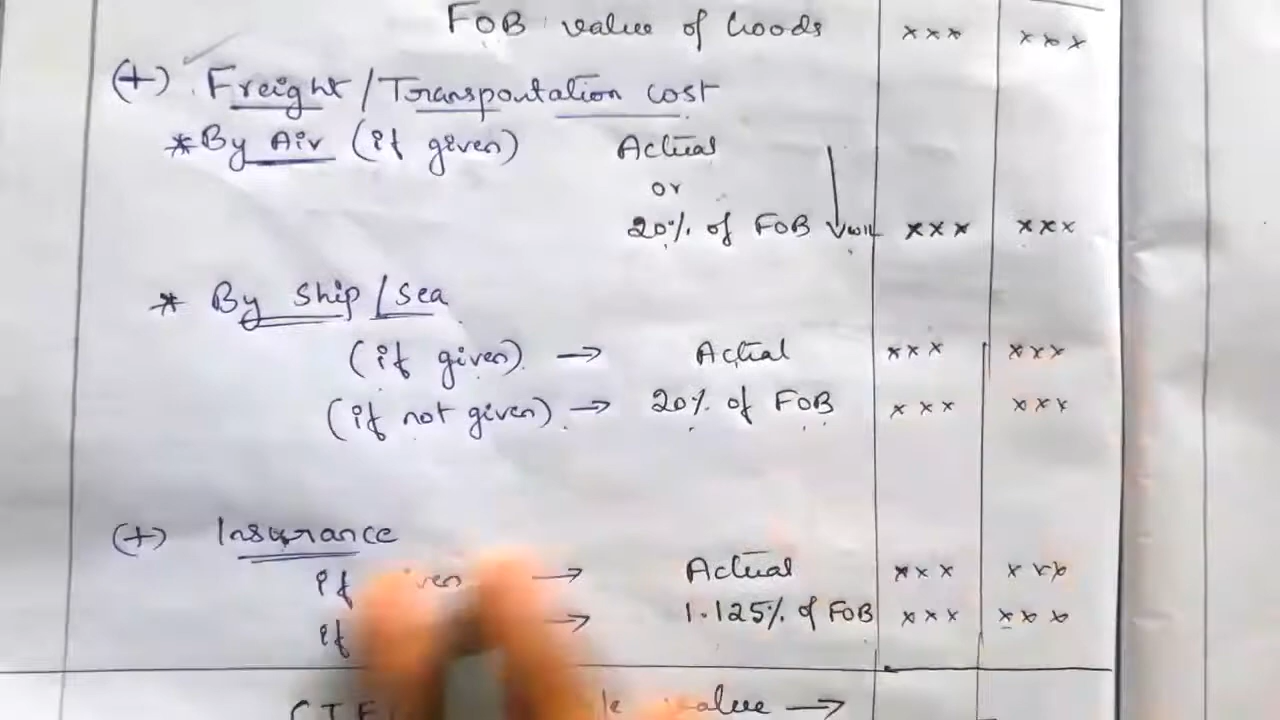 FOB value of Goods xxx xxx
(+) Freight/Transportation cost
*By Air (if given) Actual
or
20% of FOB ↓ WIL xxx xxx
* By Ship/Sea
(if given) → Actual xxx xxx
(if not given) → 20% of FOB xxx xxx
(+) Insurance
if → Actual xxx xxx
if → 1.125% of FOB xxx xxx
CIF value →